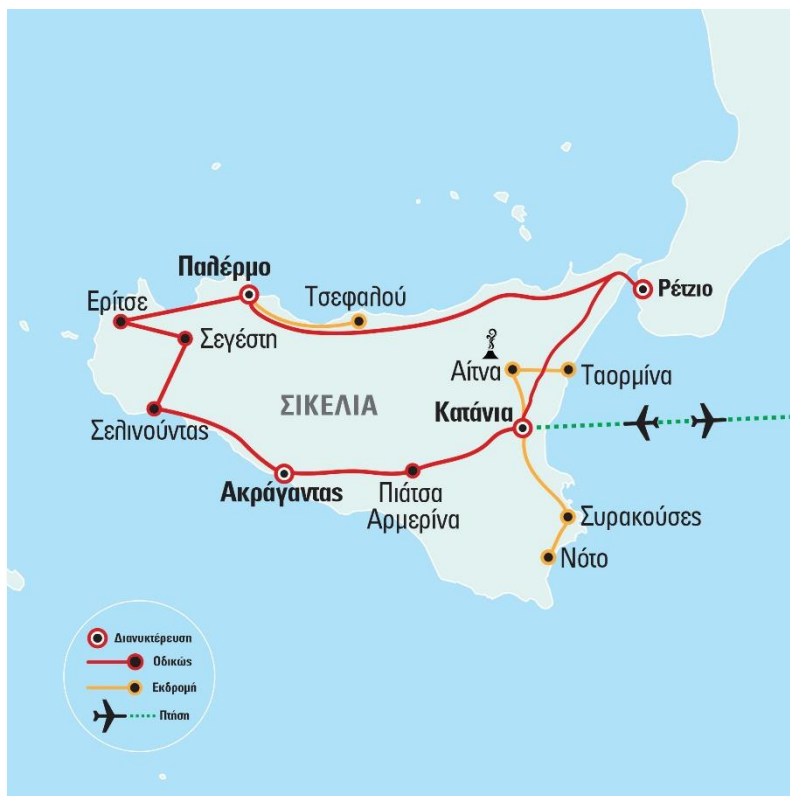 Παλέρμο
Τσεφαλού
Ρέτζιο
Ερίτσε
Σεγέστη
Αίτνα
Ταορμίνα
ΣΙΚΕΛΙΑ
Κατάνια
Σελινούντας
Ακράγαντας
Πιάτσα
Αρμερίνα
Συρακούσες
Νότο
Διανυκτέρευση
Οδικώς
Εκδρομή
Πτήση